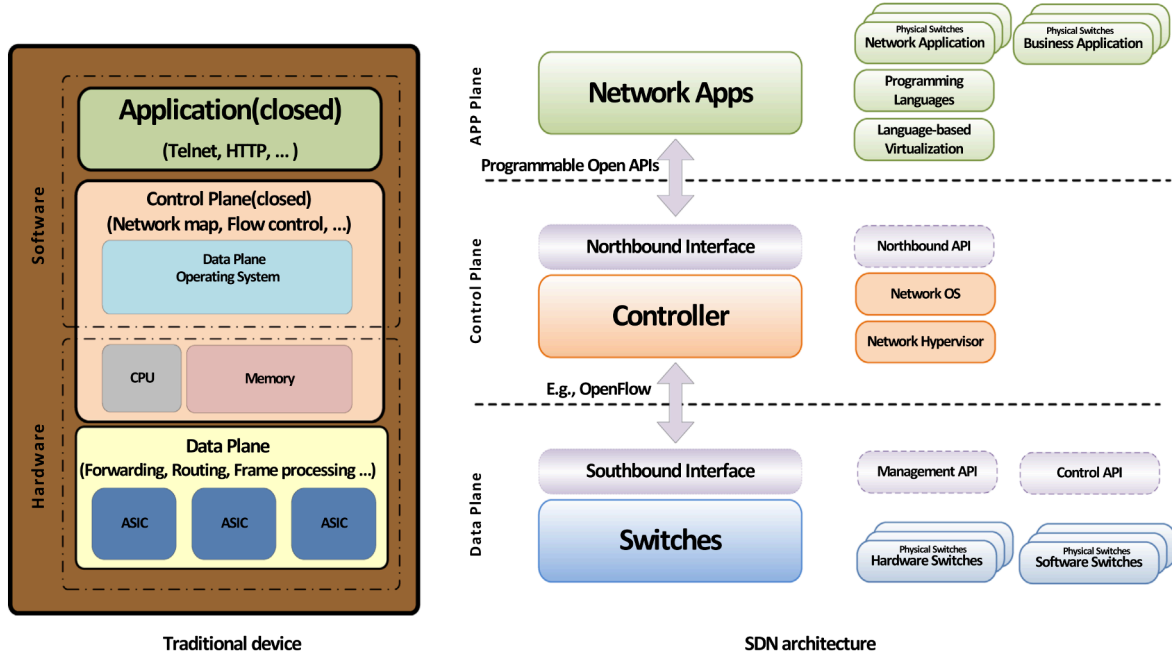 Software
Hardware
Application(closed)
(Telnet, HTTP, ... )
Control Plane(closed)
(Network map, Flow control, ...)
Data Plane
Operating System
CPU
Memory
Data Plane
(Forwarding, Routing, Frame processing ...)
ASIC
ASIC
ASIC
Traditional device
APP Plane
Network Apps
Physical Switches
Network Application
Physical Switches
Business Application
Programming
Languages
Language-based
Virtualization
Programmable Open APIs
Control Plane
Northbound Interface
Controller
Northbound API
Network OS
Network Hypervisor
E.g., OpenFlow
Data Plane
Southbound Interface
Switches
Management API
Control API
Physical Switches
Hardware Switches
Physical Switches
Software Switches
SDN architecture